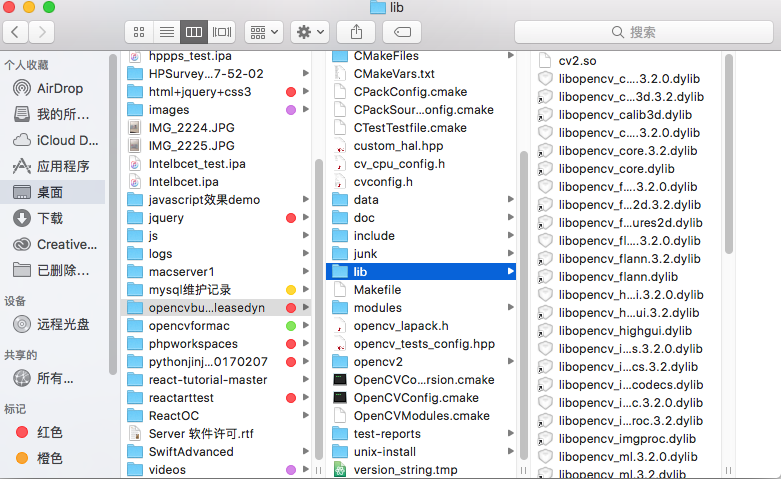 lib
搜索
个人收藏
AirDrop
我的所…
iCloud D…
应用程序
桌面
下载
Creative…
已删除…
设备
远程光盘
共享的
所有…
标记
红色
橙色
hppps_test.ipa
HPSurvey…7-52-02
html+jquery+css3
images
IMG_2224.JPG
IMG_2225.JPG
Intelbcet_test.ipa
Intelbcet.ipa
javascript效果demo
jquery
js
logs
macserver1
mysql维护记录
opencvbu…leasedyn
opencvformac
phpworkspaces
pythonjinj…0170207
react-tutorial-master
reactarttest
ReactOC
Server 软件许可.rtf
SwiftAdvanced
videos
CMakeFiles
CMakeVars.txt
CPackConfig.cmake
CPackSour…onfig.cmake
CTestTestfile.cmake
custom_hal.hpp
cv_cpu_config.h
cvconfig.h
data
doc
include
junk
lib
Makefile
modules
opencv_lapack.h
opencv_tests_config.hpp
opencv2
OpenCVCo…rsion.cmake
OpenCVConfig.cmake
OpenCVModules.cmake
test-reports
unix-install
version_string.tmp
cv2.so
libopencv_c….3.2.0.dylib
libopencv_c…3d.3.2.dylib
libopencv_calib3d.dylib
libopencv_c….3.2.0.dylib
libopencv_core.3.2.dylib
libopencv_core.dylib
libopencv_f….3.2.0.dylib
libopencv_f…2d.3.2.dylib
libopencv_f…ures2d.dylib
libopencv_fl….3.2.0.dylib
libopencv_flann.3.2.dylib
libopencv_flann.dylib
libopencv_h…i.3.2.0.dylib
libopencv_h…ui.3.2.dylib
libopencv_highgui.dylib
libopencv_i…s.3.2.0.dylib
libopencv_i…cs.3.2.dylib
libopencv_i…codecs.dylib
libopencv_i…c.3.2.0.dylib
libopencv_i…roc.3.2.dylib
libopencv_imgproc.dylib
libopencv_ml.3.2.0.dylib
libopencv_ml.3.2.dylib